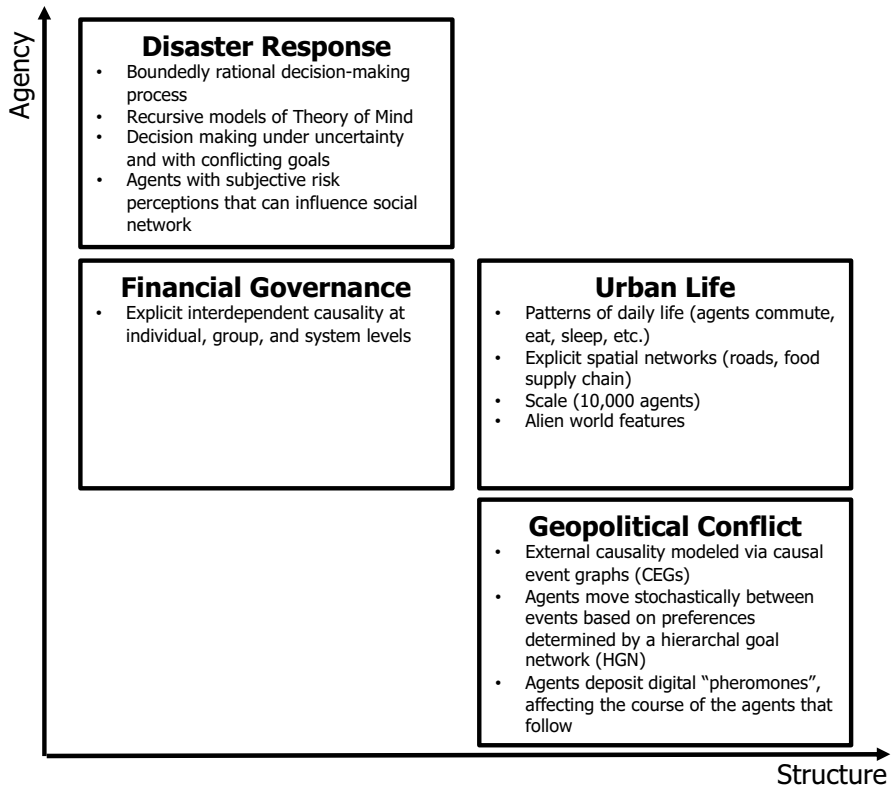 Agency
Disaster Response
• Boundedly rational decision-making
process
• Recursive models of Theory of Mind
• Decision making under uncertainty
and with conflicting goals
• Agents with subjective risk
perceptions that can influence social
network
Financial Governance
• Explicit interdependent causality at
individual, group, and system levels
Urban Life
• Patterns of daily life (agents commute,
eat, sleep, etc.)
• Explicit spatial networks (roads, food
supply chain)
• Scale (10,000 agents)
• Alien world features
Geopolitical Conflict
• External causality modeled via causal
event graphs (CEGs)
• Agents move stochastically between
events based on preferences
determined by a hierarchal goal
network (HGN)
• Agents deposit digital “pheromones”,
affecting the course of the agents that
follow
Structure